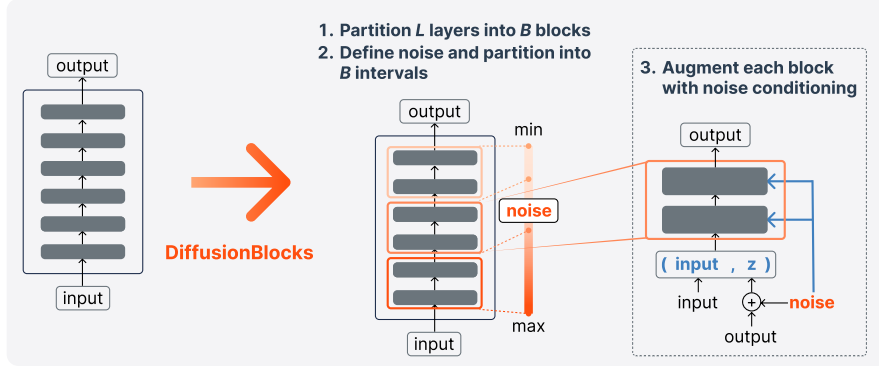 output
input
DiffusionBlocks
1. Partition L layers into B blocks
2. Define noise and partition into
B intervals
output
min
noise
max
input
3. Augment each block
with noise conditioning
output
( input , z )
input
+
noise
output